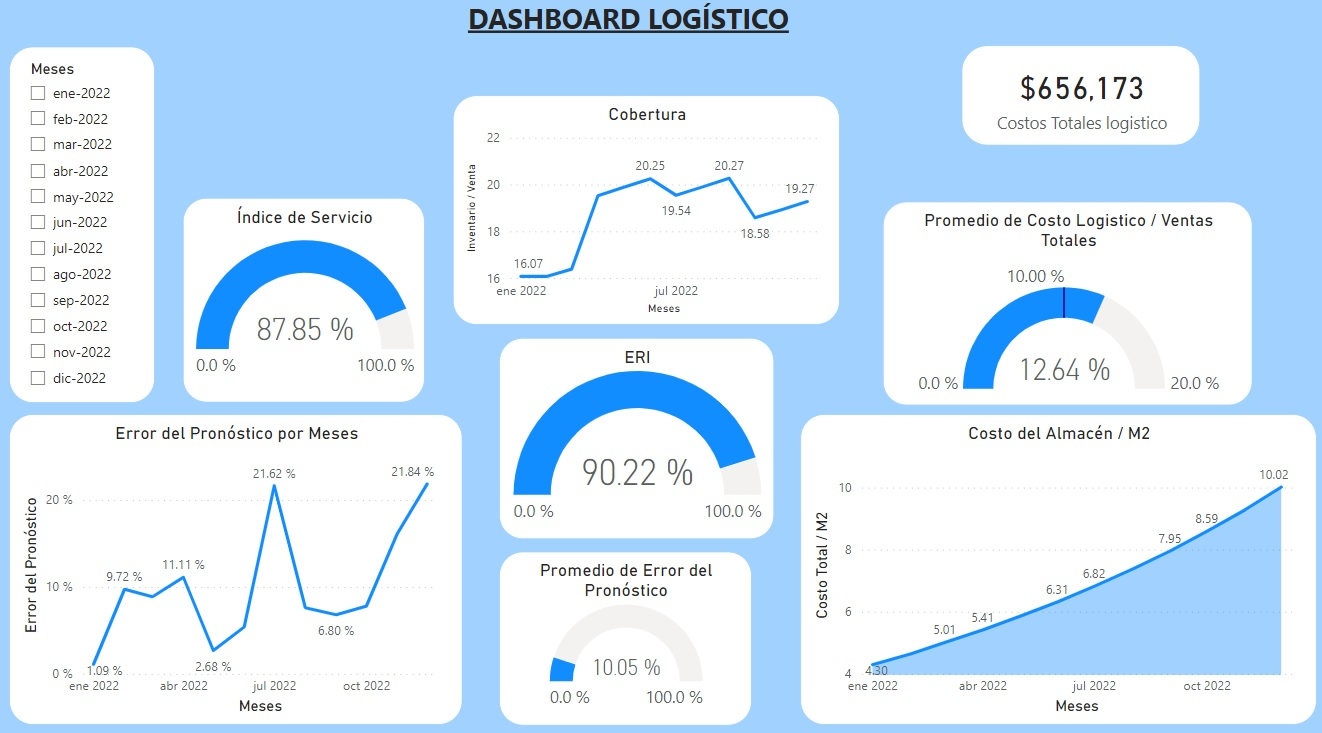 DASHBOARD LOGÍSTICO
Meses
ene-2022
feb-2022
mar-2022
abr-2022
may-2022
jun-2022
jul-2022
ago-2022
sep-2022
oct-2022
nov-2022
dic-2022
Índice de Servicio
87.85 %
0.0 %
100.0 %
Cobertura
Inventario / Venta
22
20
18
16
16.07
20.25
19.54
20.27
18.58
19.27
ene 2022
jul 2022
Meses
$656,173
Costos Totales logistico
Promedio de Costo Logistico / Ventas
Totales
10.00 %
12.64 %
0.0 %
20.0 %
ERI
90.22 %
0.0 %
100.0 %
Error del Pronóstico por Meses
Error del Pronóstico
20 %
10 %
0 %
1.09 %
9.72 %
11.11 %
2.68 %
21.62 %
6.80 %
21.84 %
ene 2022
abr 2022
jul 2022
oct 2022
Meses
Promedio de Error del
Pronóstico
10.05 %
0.0 %
100.0 %
Costo del Almacén / M2
Costo Total / M2
10
8
6
4
4.30
5.01
5.41
6.31
6.82
7.95
8.59
10.02
ene 2022
abr 2022
jul 2022
oct 2022
Meses